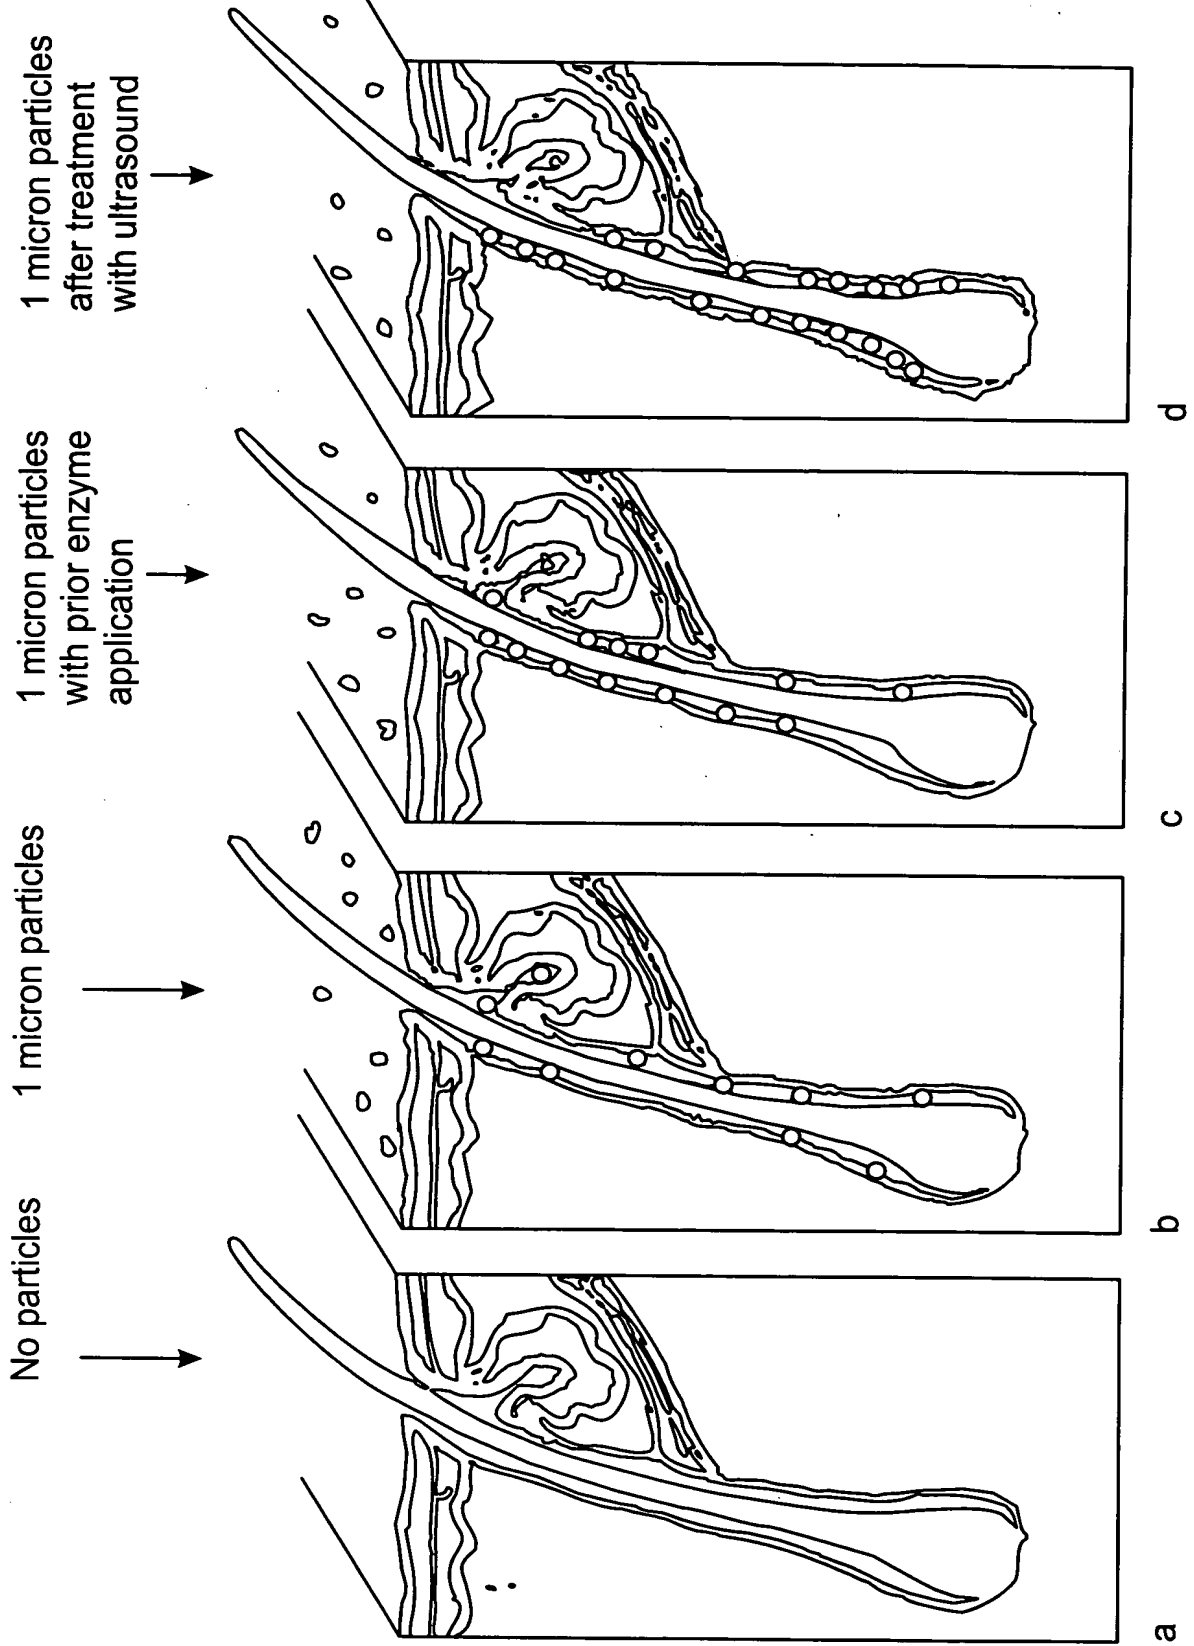 No particles
1 micron particles
1 micron particles
with prior enzyme
application
1 micron particles
after treatment
with ultrasound
a
b
c
d